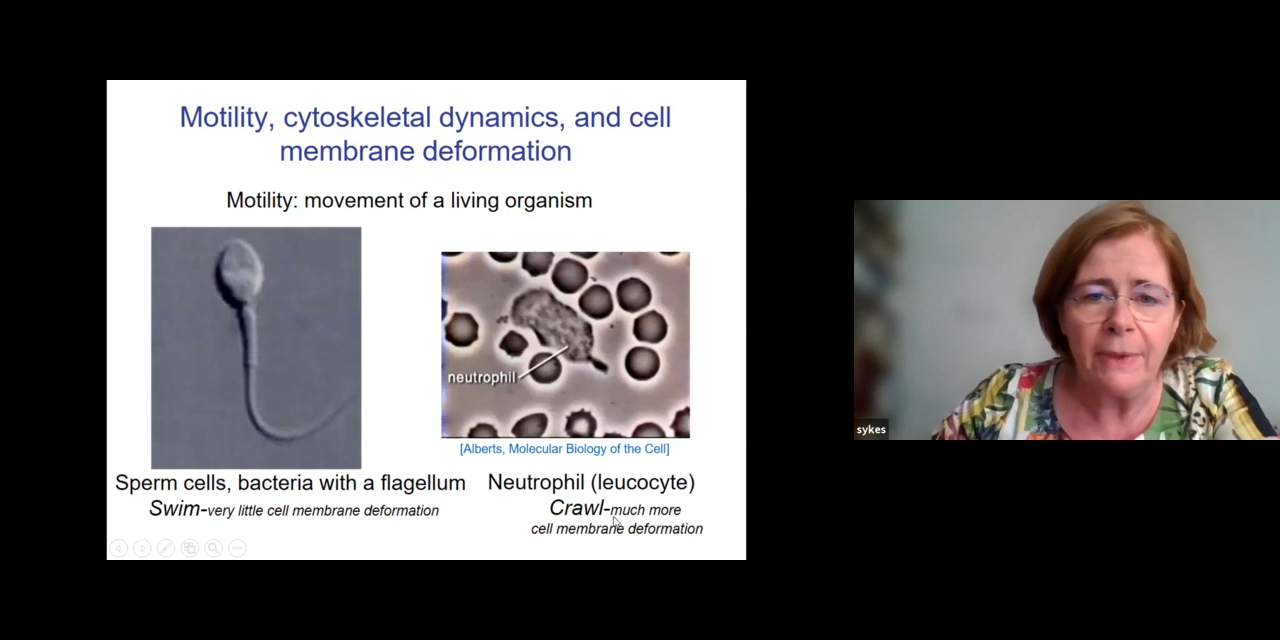 Motility, cytoskeletal dynamics, and cell
membrane deformation
Motility: movement of a living organism
neutrophil
[Alberts, Molecular Biology of the Cell]
Sperm cells, bacteria with a flagellum
Swim-very little cell membrane deformation
Neutrophil (leucocyte)
Crawl-much more
cell membrane deformation
sykes